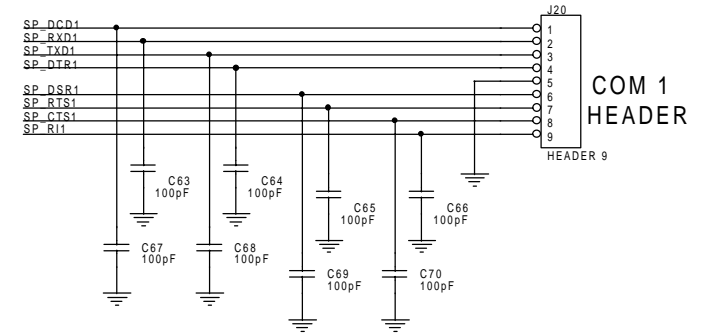 J20
SP_DCD1
SP_RXD1
SP_TXD1
SP_DTR1
SP_DSR1
SP_RTS1
SP_CTS1
SP_RI1
1
2
3
4
5
6
7
8
9
COM 1
HEADER
HEADER 9
C63
100pF
C64
100pF
C65
100pF
C66
100pF
C67
100pF
C68
100pF
C69
100pF
C70
100pF